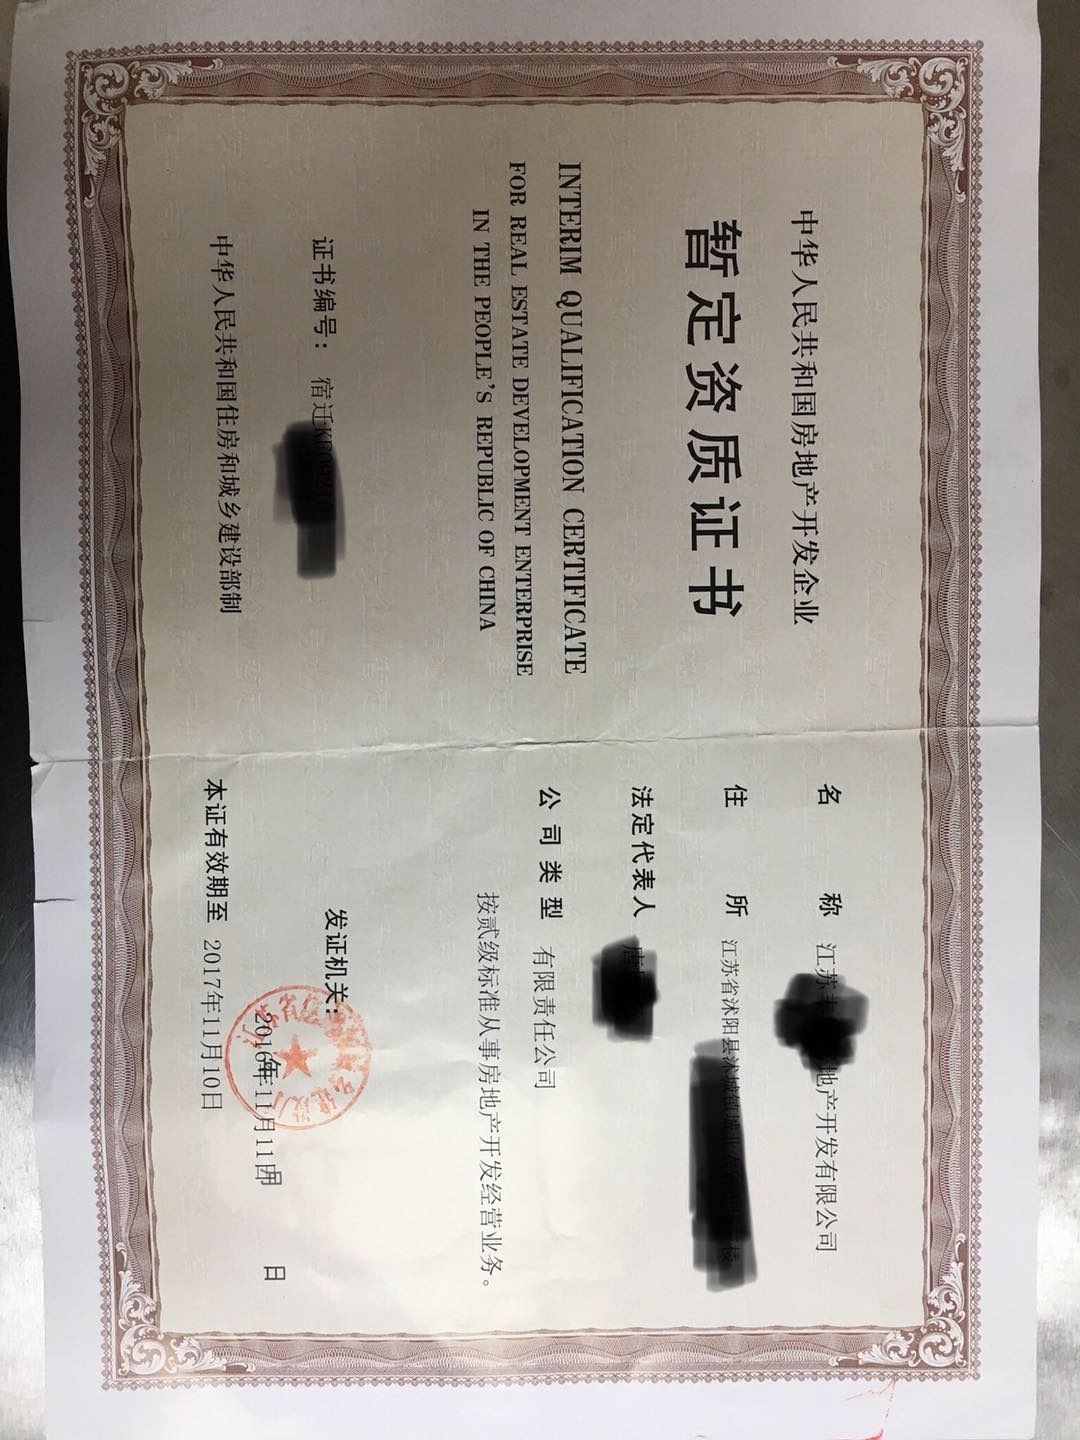 中华人民共和国房地产开发企业
暂定资质证书
INTERIM QUALIFICATION CERTIFICATE
FOR REAL ESTATE DEVELOPMENT ENTERPRISE
IN THE PEOPLE'S REPUBLIC OF CHINA
证书编号： 宿迁
中华人民共和国住房和城乡建设部制
名 称 江苏 地产开发有限公司
住 所 江苏省沭阳县沭城镇
法定代表人
公司类型 有限责任公司
按贰级标准从事房地产开发经营业务。
发证机关：
2016年11月11日 日
本证有效期至 2017年11月10日